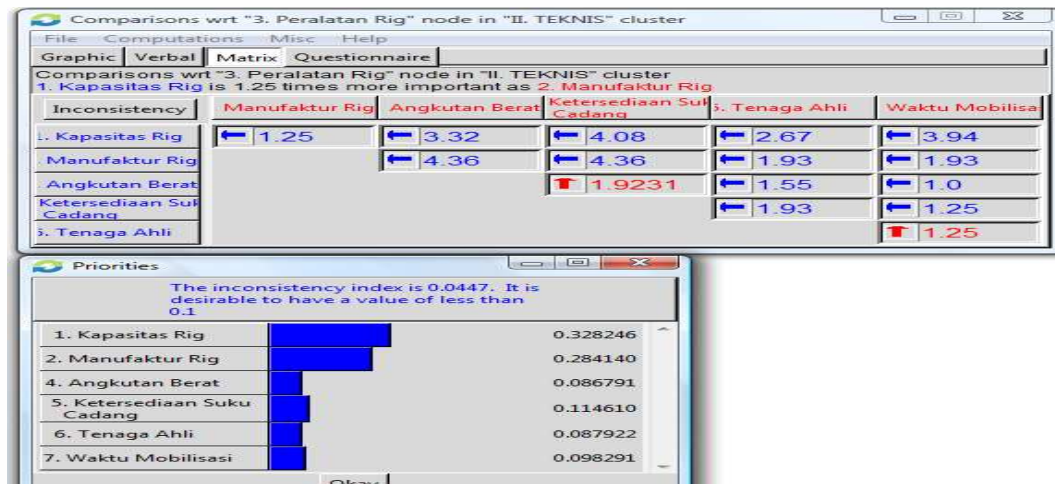 Comparisons wrt "3. Peralatan Rig" node in "II. TEKNIS" cluster
File Computations Misc Help
Graphic Verbal Matrix Questionnaire
Comparisons wrt "3. Peralatan Rig" node in "II. TEKNIS" cluster
1. Kapasitas Rig is 1.25 times more important as 2. Manufaktur Rig
Inconsistency Manufaktur Rig Angkutan Berat Ketersediaan Suk Cadang 6. Tenaga Ahli Waktu Mobilisa
1. Kapasitas Rig 1.25 3.32 4.08 2.67 3.94
Manufaktur Rig 4.36 4.36 1.93 1.93
Angkutan Berat 1.9231 1.55 1.0
Ketersediaan Suk Cadang 1.93 1.25
6. Tenaga Ahli 1.25
Priorities
The inconsistency index is 0.0447. It is
desirable to have a value of less than
0.1
1. Kapasitas Rig 0.328246
2. Manufaktur Rig 0.284140
4. Angkutan Berat 0.086791
5. Ketersediaan Suku
Cadang 0.114610
6. Tenaga Ahli 0.087922
7. Waktu Mobilisasi 0.098291
Okay